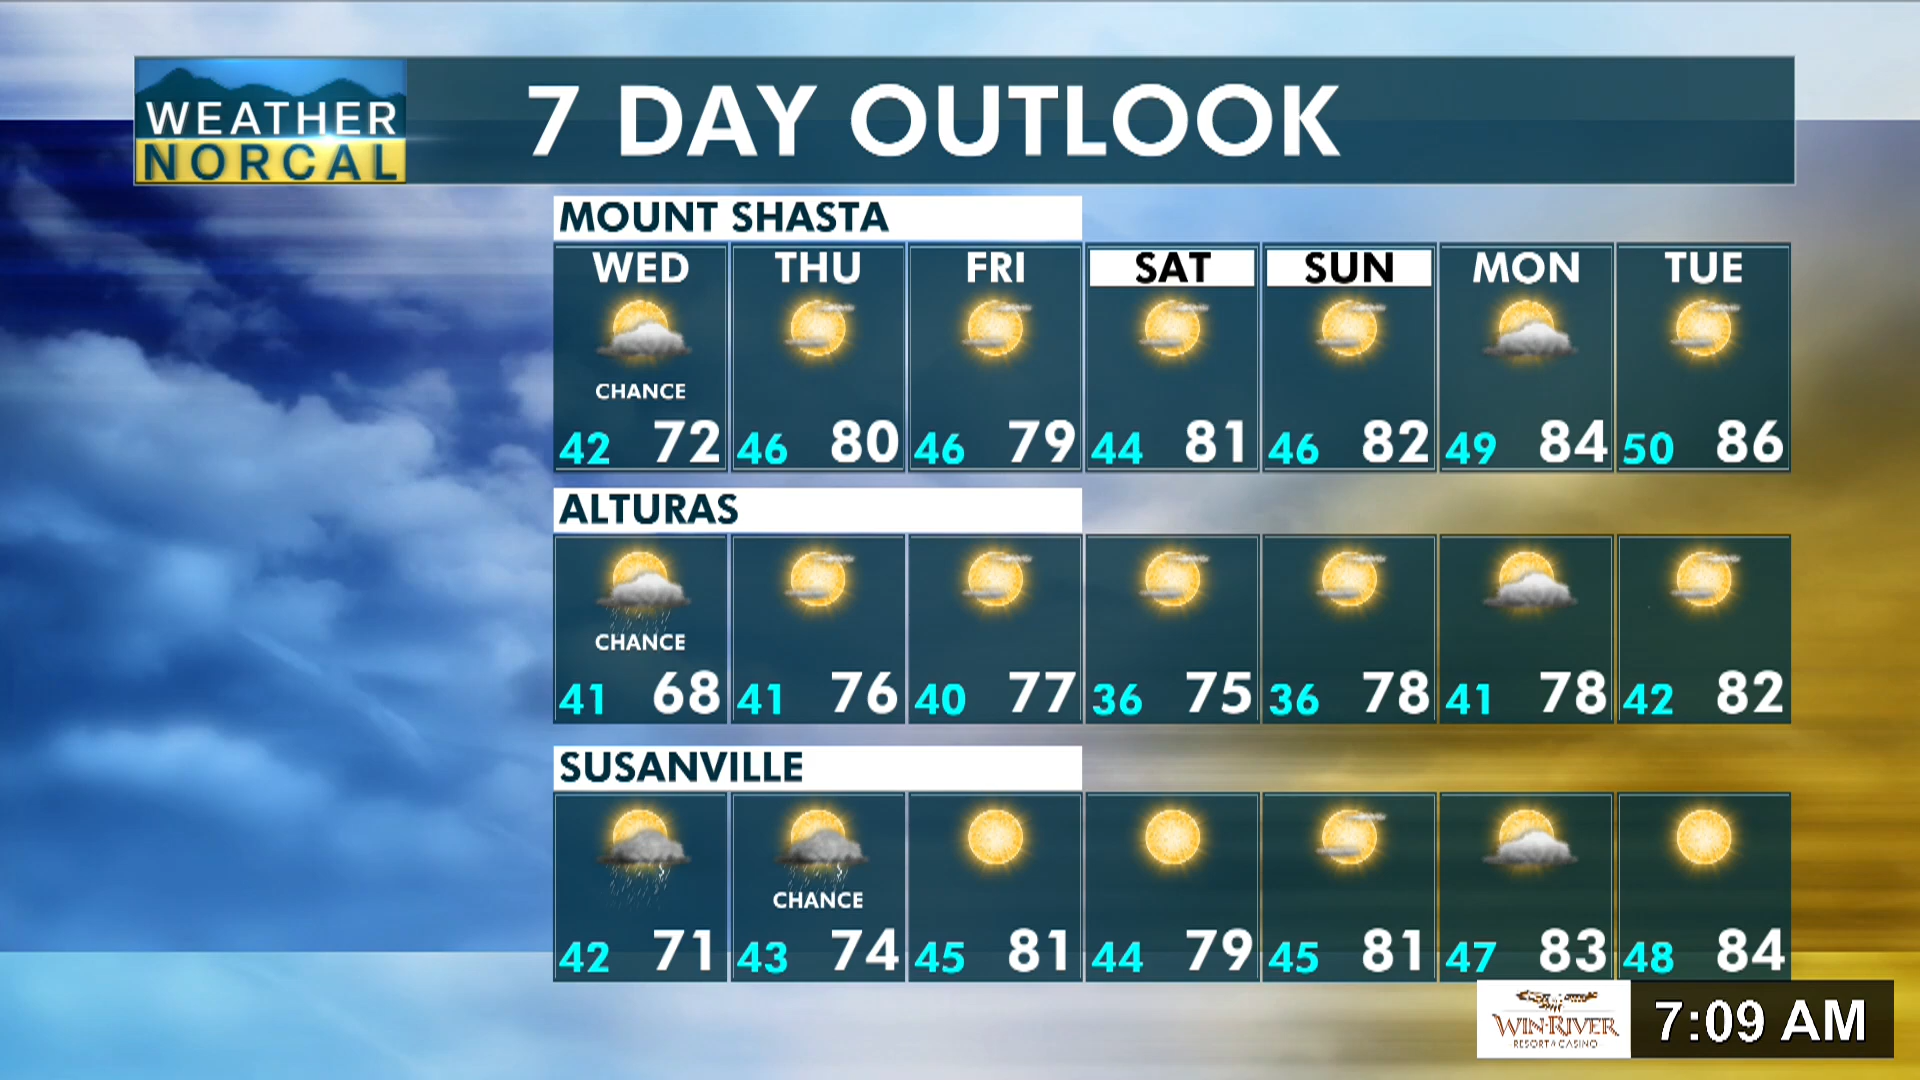 WEATHER
NORCAL
7 DAY OUTLOOK
MOUNT SHASTA
WED THU FRI SAT SUN MON TUE
CHANCE
42 72 46 80 46 79 44 81 46 82 49 84 50 86
ALTURAS
CHANCE
41 68 41 76 40 77 36 75 36 78 41 78 42 82
SUSANVILLE
CHANCE
42 71 43 74 45 81 44 79 45 81 47 83 48 84
WIN-RIVER
RESORT & CASINO
7:09 AM